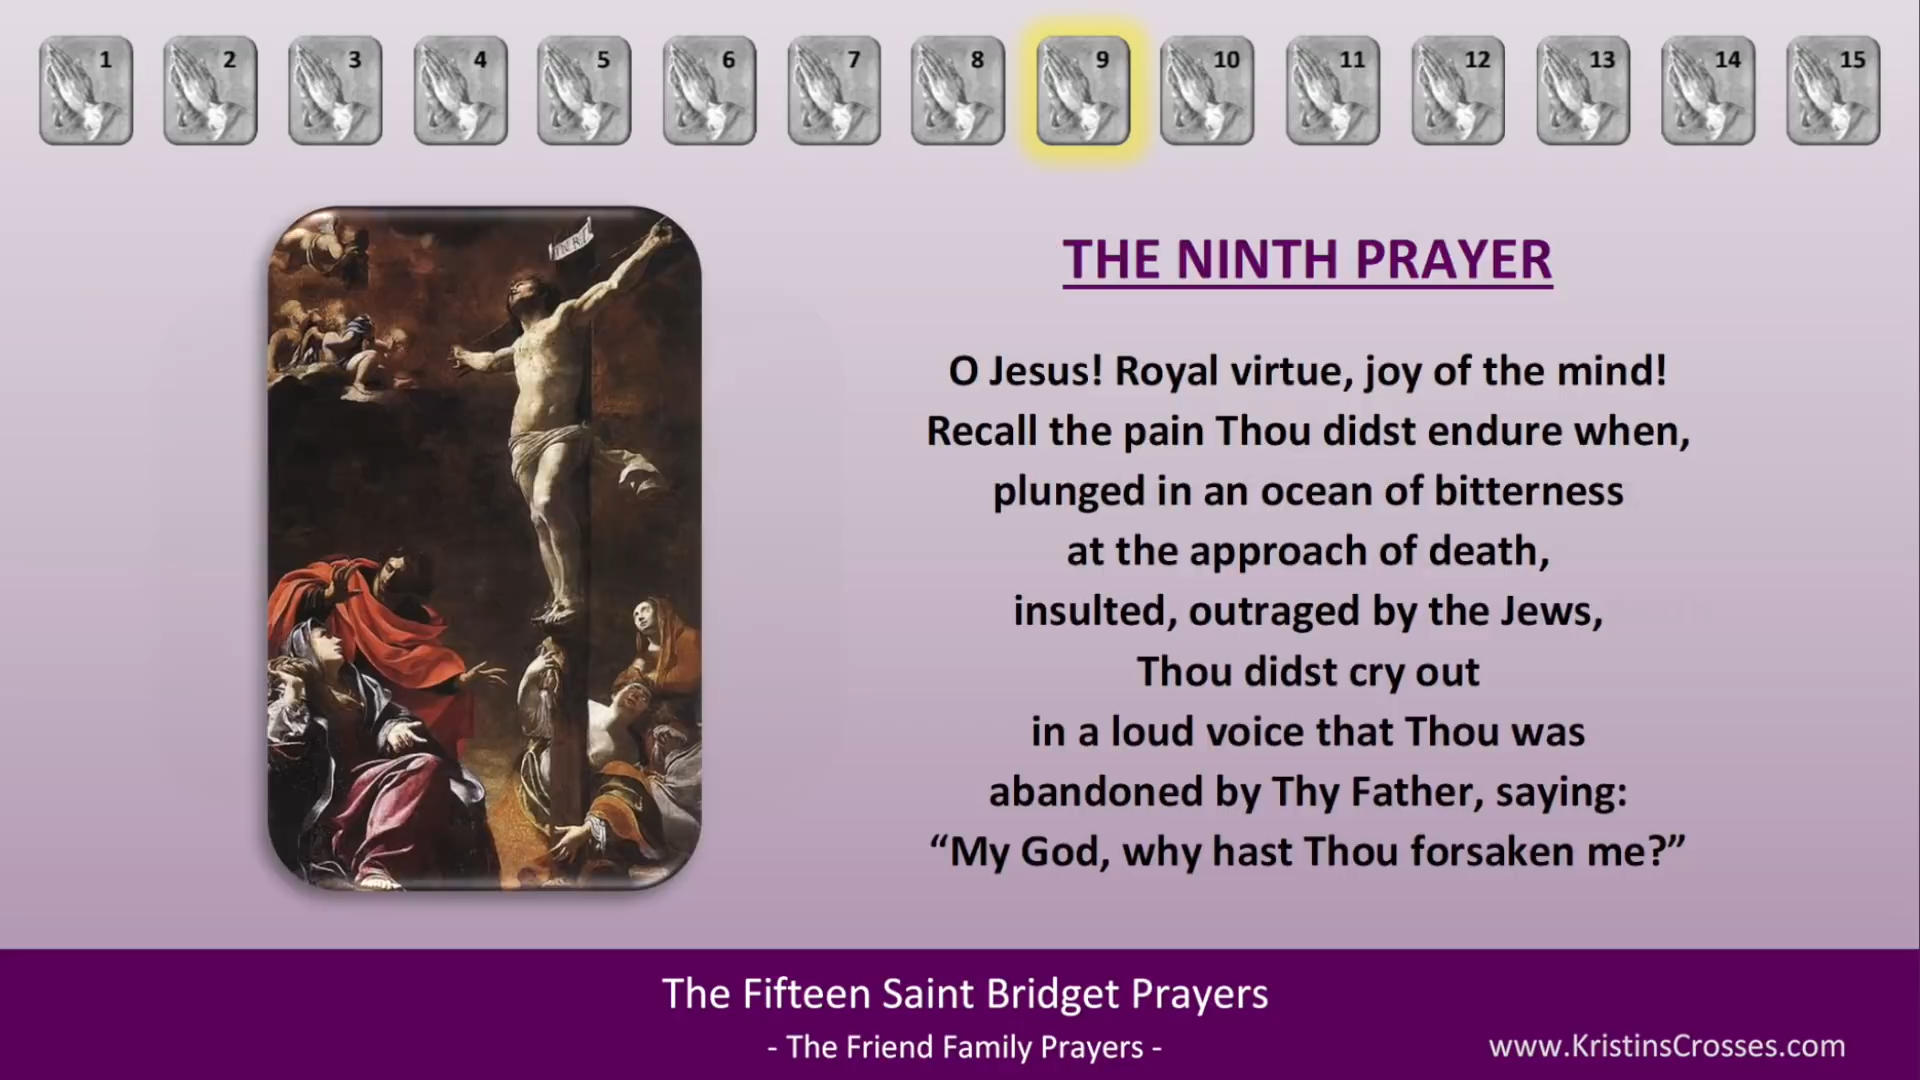 1 2 3 4 5 6 7 8 9 10 11 12 13 14 15
INRI
THE NINTH PRAYER
O Jesus! Royal virtue, joy of the mind!
Recall the pain Thou didst endure when,
plunged in an ocean of bitterness
at the approach of death,
insulted, outraged by the Jews,
Thou didst cry out
in a loud voice that Thou was
abandoned by Thy Father, saying:
“My God, why hast Thou forsaken me?”
The Fifteen Saint Bridget Prayers
- The Friend Family Prayers -
www.KristinsCrosses.com